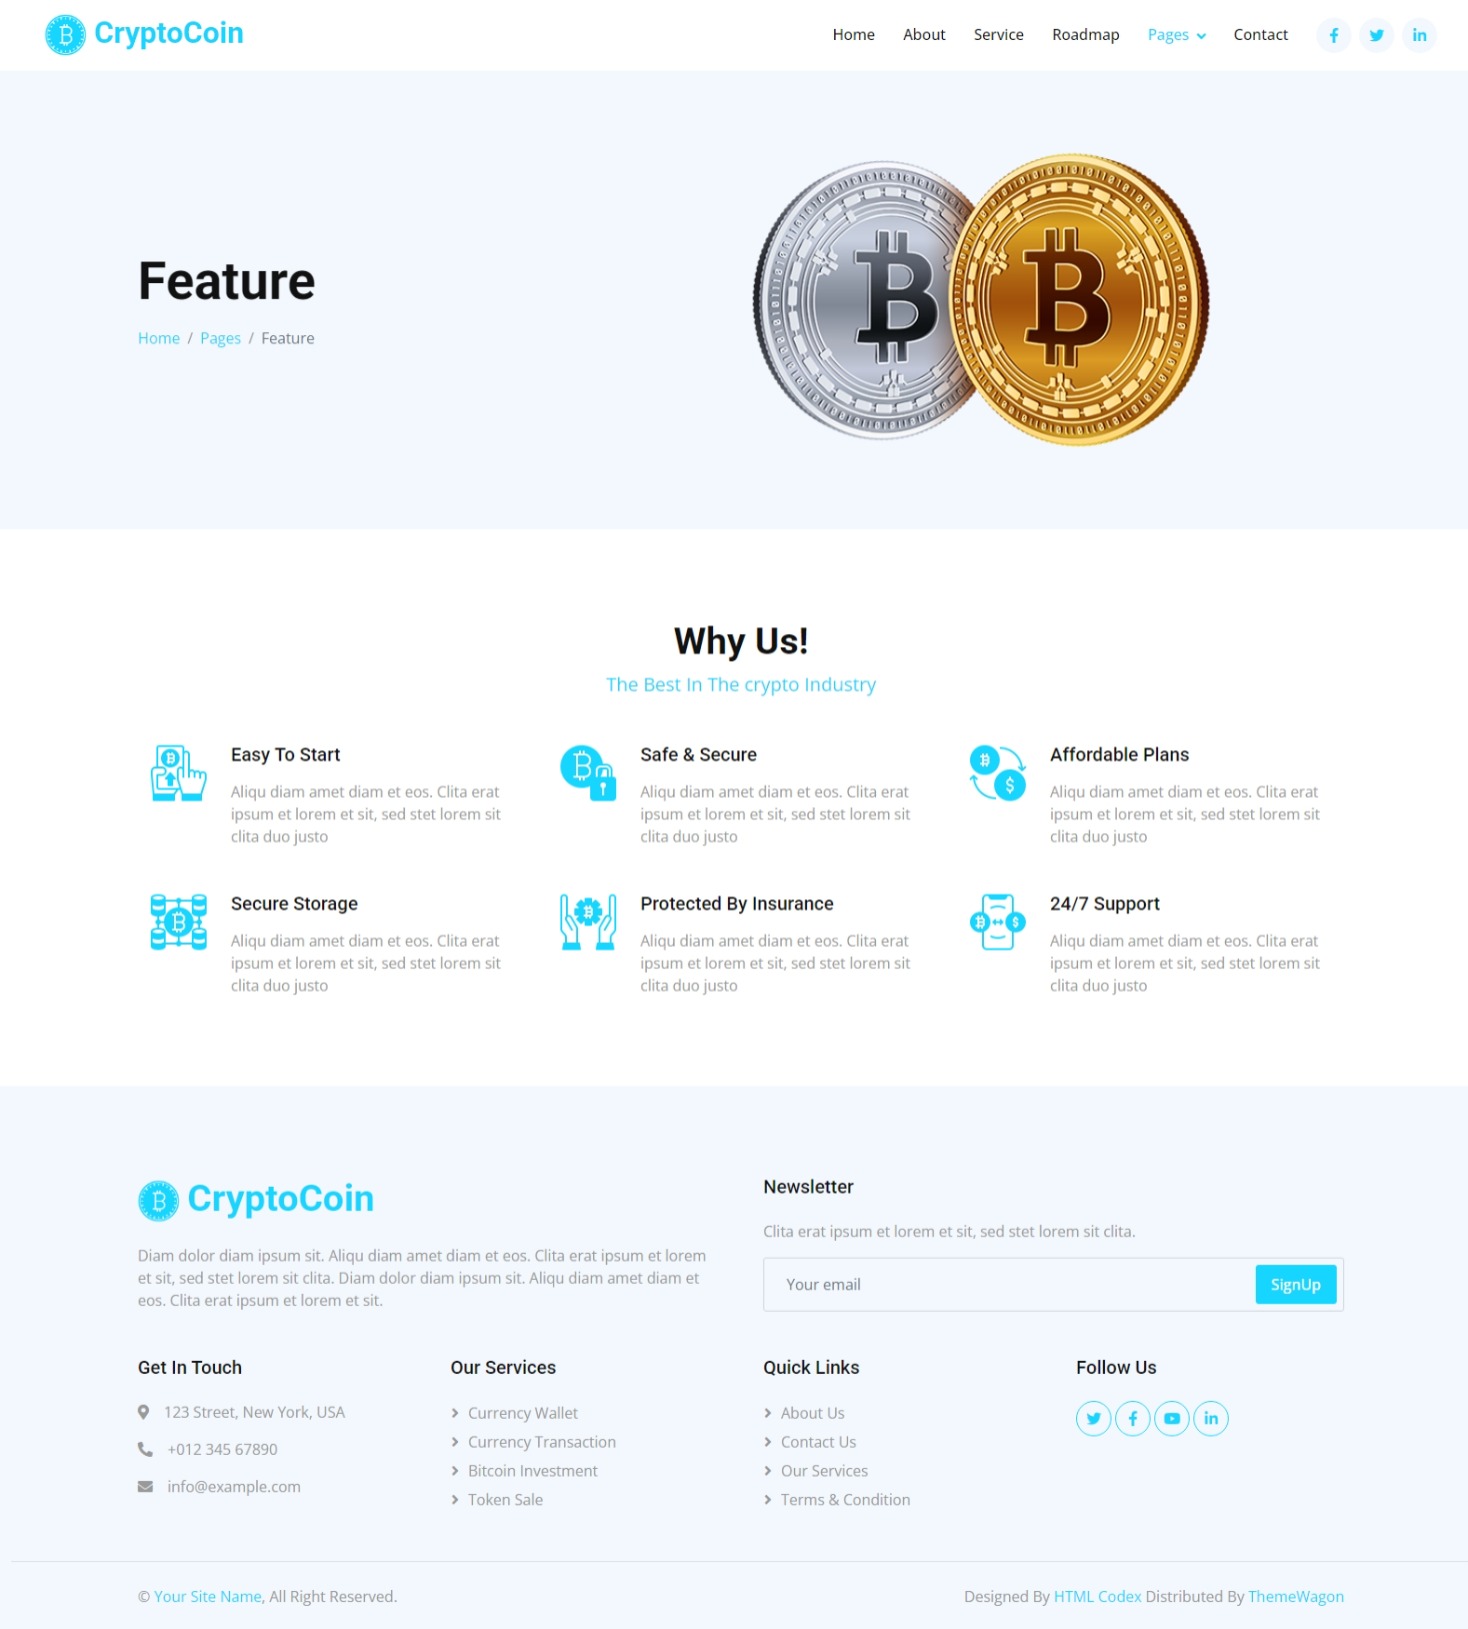 CryptoCoin
Home About Service Roadmap Pages Contact
Feature
Home / Pages / Feature
Why Us!
The Best In The crypto Industry
Easy To Start
Aliqu diam amet diam et eos. Clita erat
ipsum et lorem et sit, sed stet lorem sit
clita duo justo
Safe & Secure
Aliqu diam amet diam et eos. Clita erat
ipsum et lorem et sit, sed stet lorem sit
clita duo justo
Affordable Plans
Aliqu diam amet diam et eos. Clita erat
ipsum et lorem et sit, sed stet lorem sit
clita duo justo
Secure Storage
Aliqu diam amet diam et eos. Clita erat
ipsum et lorem et sit, sed stet lorem sit
clita duo justo
Protected By Insurance
Aliqu diam amet diam et eos. Clita erat
ipsum et lorem et sit, sed stet lorem sit
clita duo justo
24/7 Support
Aliqu diam amet diam et eos. Clita erat
ipsum et lorem et sit, sed stet lorem sit
clita duo justo
CryptoCoin
Diam dolor diam ipsum sit. Aliqu diam amet diam et eos. Clita erat ipsum et lorem
et sit, sed stet lorem sit clita. Diam dolor diam ipsum sit. Aliqu diam amet diam et
eos. Clita erat ipsum et lorem et sit.
Newsletter
Clita erat ipsum et lorem et sit, sed stet lorem sit clita.
Your email
SignUp
Get In Touch
123 Street, New York, USA
+012 345 67890
info@example.com
Our Services
Currency Wallet
Currency Transaction
Bitcoin Investment
Token Sale
Quick Links
About Us
Contact Us
Our Services
Terms & Condition
Follow Us
© Your Site Name, All Right Reserved.
Designed By HTML Codex Distributed By ThemeWagon